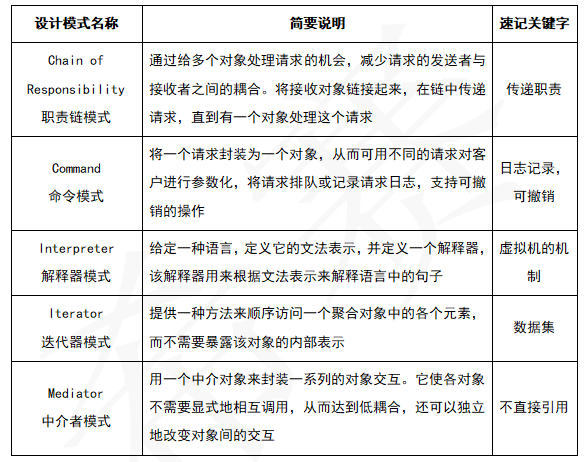 设计模式名称 简要说明 速记关键字
Chain of
Responsibility
职责链模式
通过给多个对象处理请求的机会，减少请求的发送者与
接收者之间的耦合。将接收对象链接起来，在链中传递
请求，直到有一个对象处理这个请求
传递职责
Command
命令模式
将一个请求封装为一个对象，从而可用不同的请求对客
户进行参数化，将请求排队或记录请求日志，支持可撤
销的操作
日志记录，
可撤销
Interpreter
解释器模式
给定一种语言，定义它的文法表示，并定义一个解释器，
该解释器用来根据文法表示来解释语言中的句子
虚拟机的机
制
Iterator
迭代器模式
提供一种方法来顺序访问一个聚合对象中的各个元素，
而不需要暴露该对象的内部表示
数据集
Mediator
中介者模式
用一个中介对象来封装一系列的对象交互。它使各对象
不需要显式地相互调用，从而达到低耦合，还可以独立
地改变对象间的交互
不直接引用